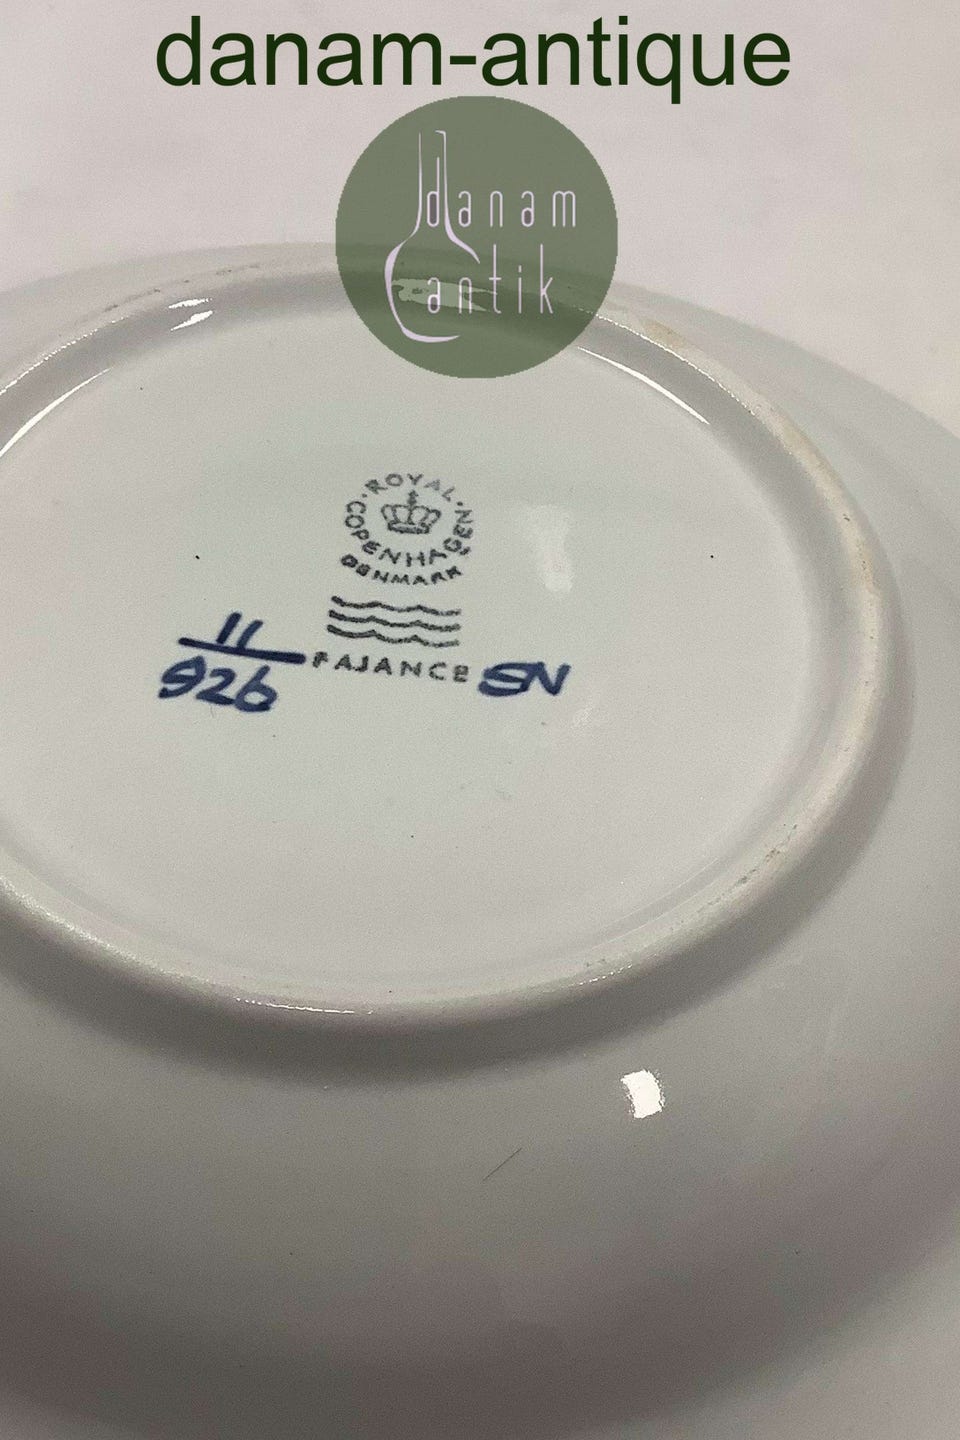 danam-antique
danam
antik
ROYAL
COPENHAGEN
DENMARK
11
926
FAJANCE SN